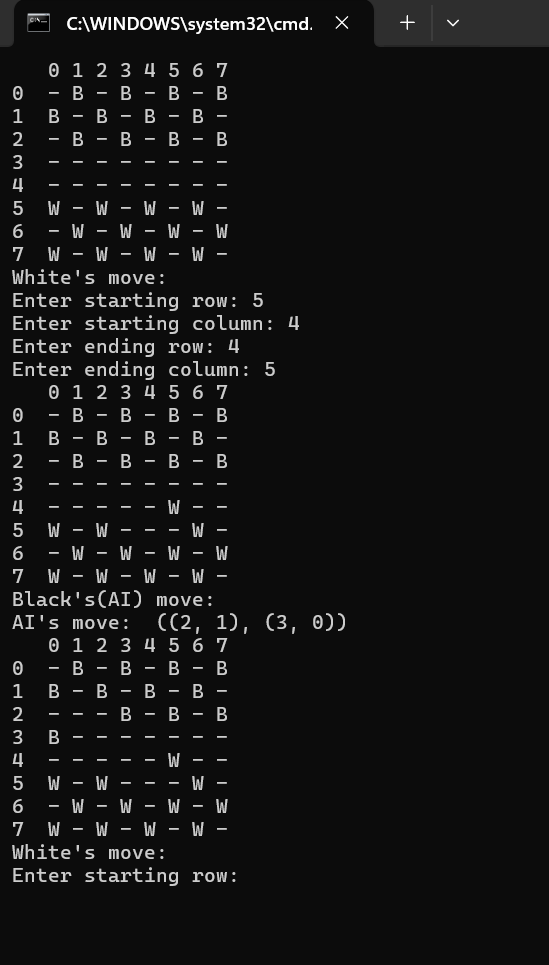 C:\WINDOWS\system32\cmd.
0 1 2 3 4 5 6 7
0 - B - B - B - B
1 B - B - B - B -
2 - B - B - B - B
3 - - - - - - - -
4 - - - - - - - -
5 W - W - W - W -
6 - W - W - W - W
7 W - W - W - W -
White's move:
Enter starting row: 5
Enter starting column: 4
Enter ending row: 4
Enter ending column: 5
0 1 2 3 4 5 6 7
0 - B - B - B - B
1 B - B - B - B -
2 - B - B - B - B
3 - - - - - - - -
4 - - - - - W - -
5 W - W - - - W -
6 - W - W - W - W
7 W - W - W - W -
Black's(AI) move:
AI's move:  ((2, 1), (3, 0))
0 1 2 3 4 5 6 7
0 - B - B - B - B
1 B - B - B - B -
2 - - - B - B - B
3 B - - - - - - -
4 - - - - - W - -
5 W - W - - - W -
6 - W - W - W - W
7 W - W - W - W -
White's move:
Enter starting row: